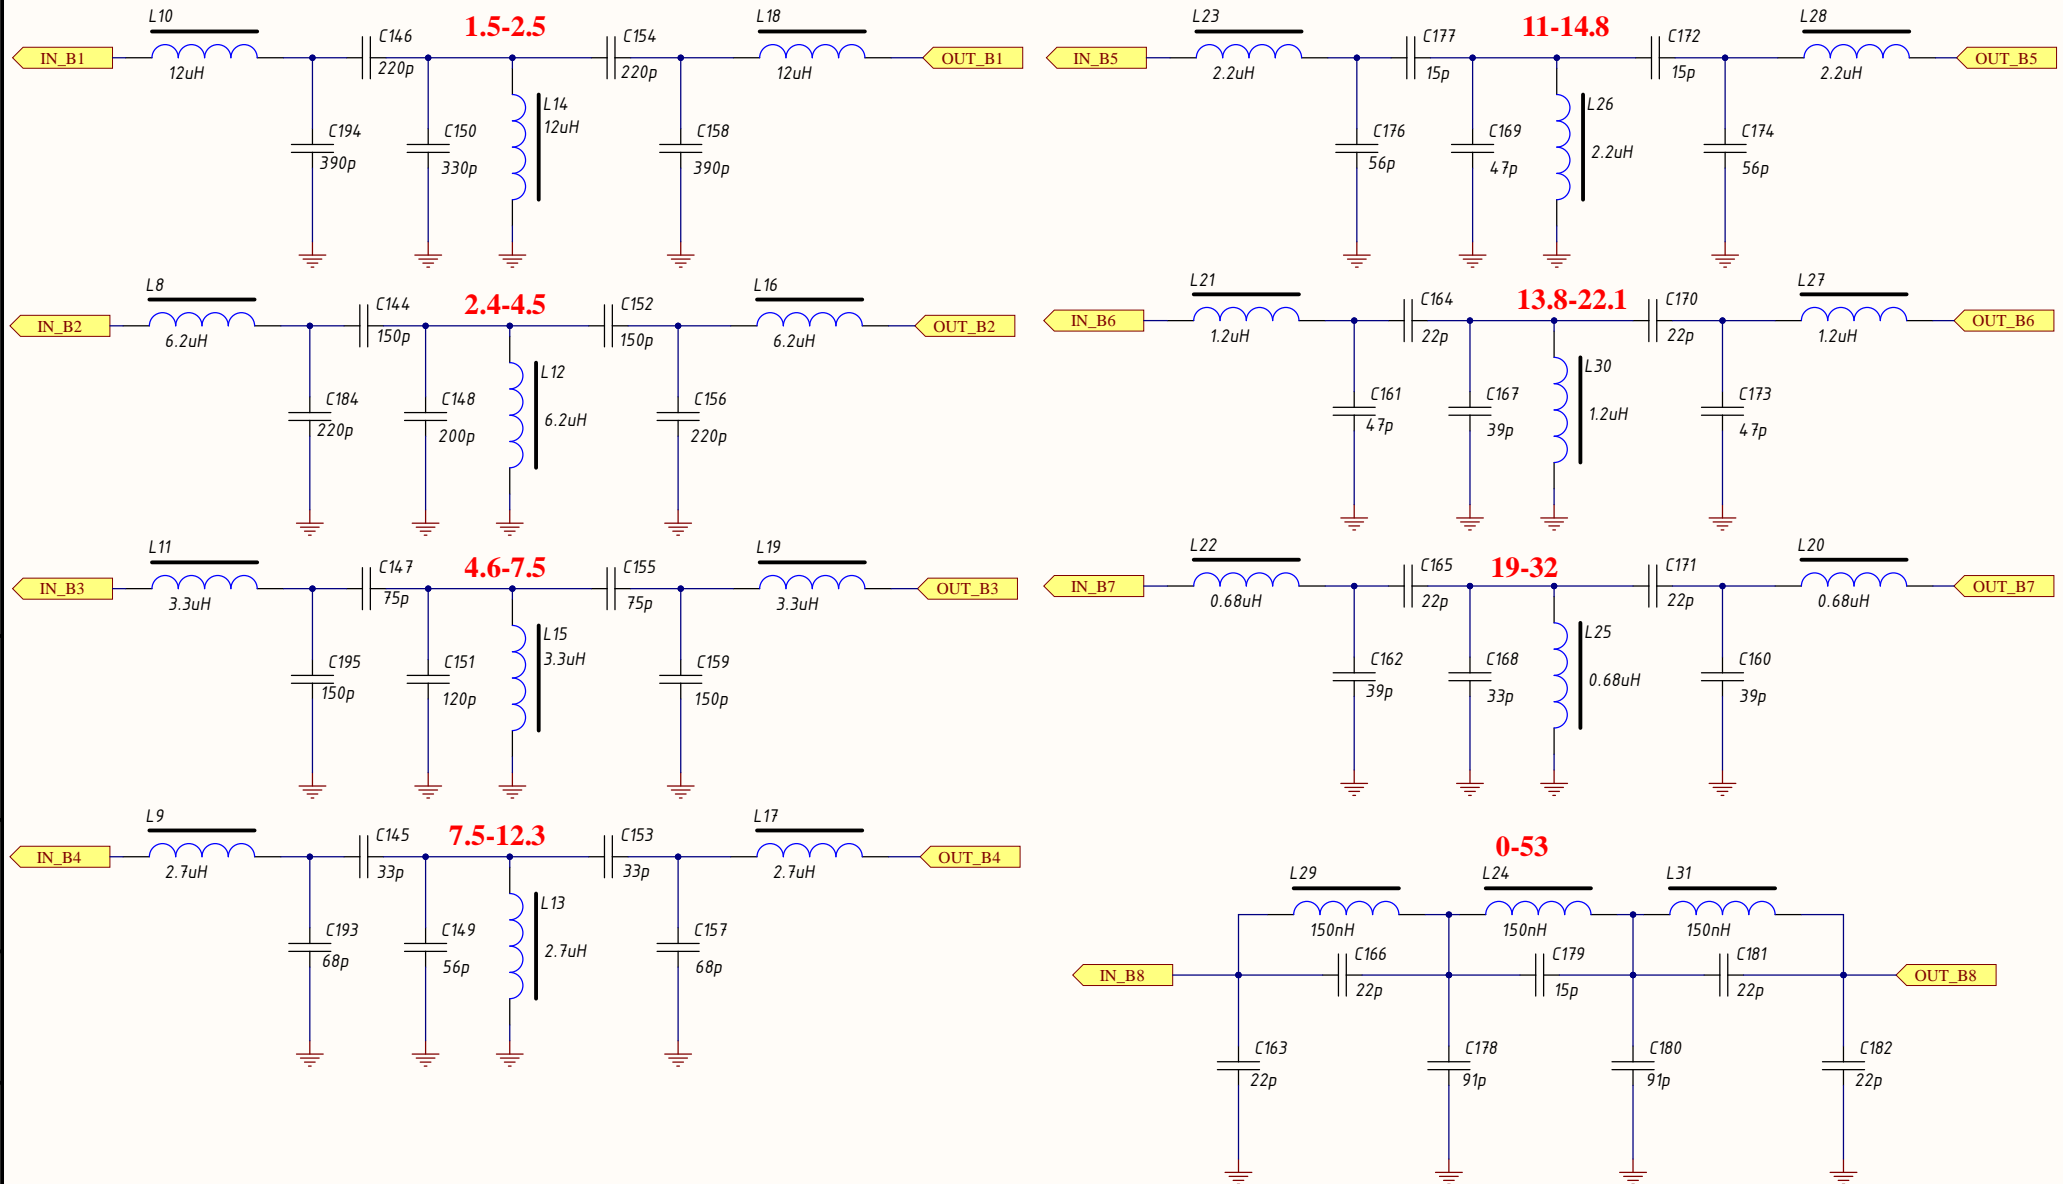 L10
1.5-2.5
L18
C146
C154
IN_B1
OUT_B1
12uH
220p
220p
12uH
L14
12uH
C194
C150
C158
390p
330p
390p
L23
11-14.8
L28
C177
C172
IN_B5
OUT_B5
2.2uH
15p
15p
2.2uH
L26
2.2uH
C176
C169
C174
56p
47p
56p
L8
2.4-4.5
L16
C144
C152
IN_B2
OUT_B2
6.2uH
150p
150p
6.2uH
L12
6.2uH
C184
C148
C156
220p
200p
220p
L21
13.8-22.1
L27
C164
C170
IN_B6
OUT_B6
1.2uH
22p
22p
1.2uH
L30
1.2uH
C161
C167
C173
47p
39p
47p
L11
4.6-7.5
L19
C147
C155
IN_B3
OUT_B3
3.3uH
75p
75p
3.3uH
L15
3.3uH
C195
C151
C159
150p
120p
150p
L22
19-32
L20
C165
C171
IN_B7
OUT_B7
0.68uH
22p
22p
0.68uH
L25
0.68uH
C162
C168
C160
39p
33p
39p
L9
7.5-12.3
L17
C145
C153
IN_B4
OUT_B4
2.7uH
33p
33p
2.7uH
L13
2.7uH
C193
C149
C157
68p
56p
68p
0-53
L29
L24
L31
150nH
150nH
150nH
C166
C179
C181
IN_B8
OUT_B8
22p
15p
22p
C163
C178
C180
C182
22p
91p
91p
22p